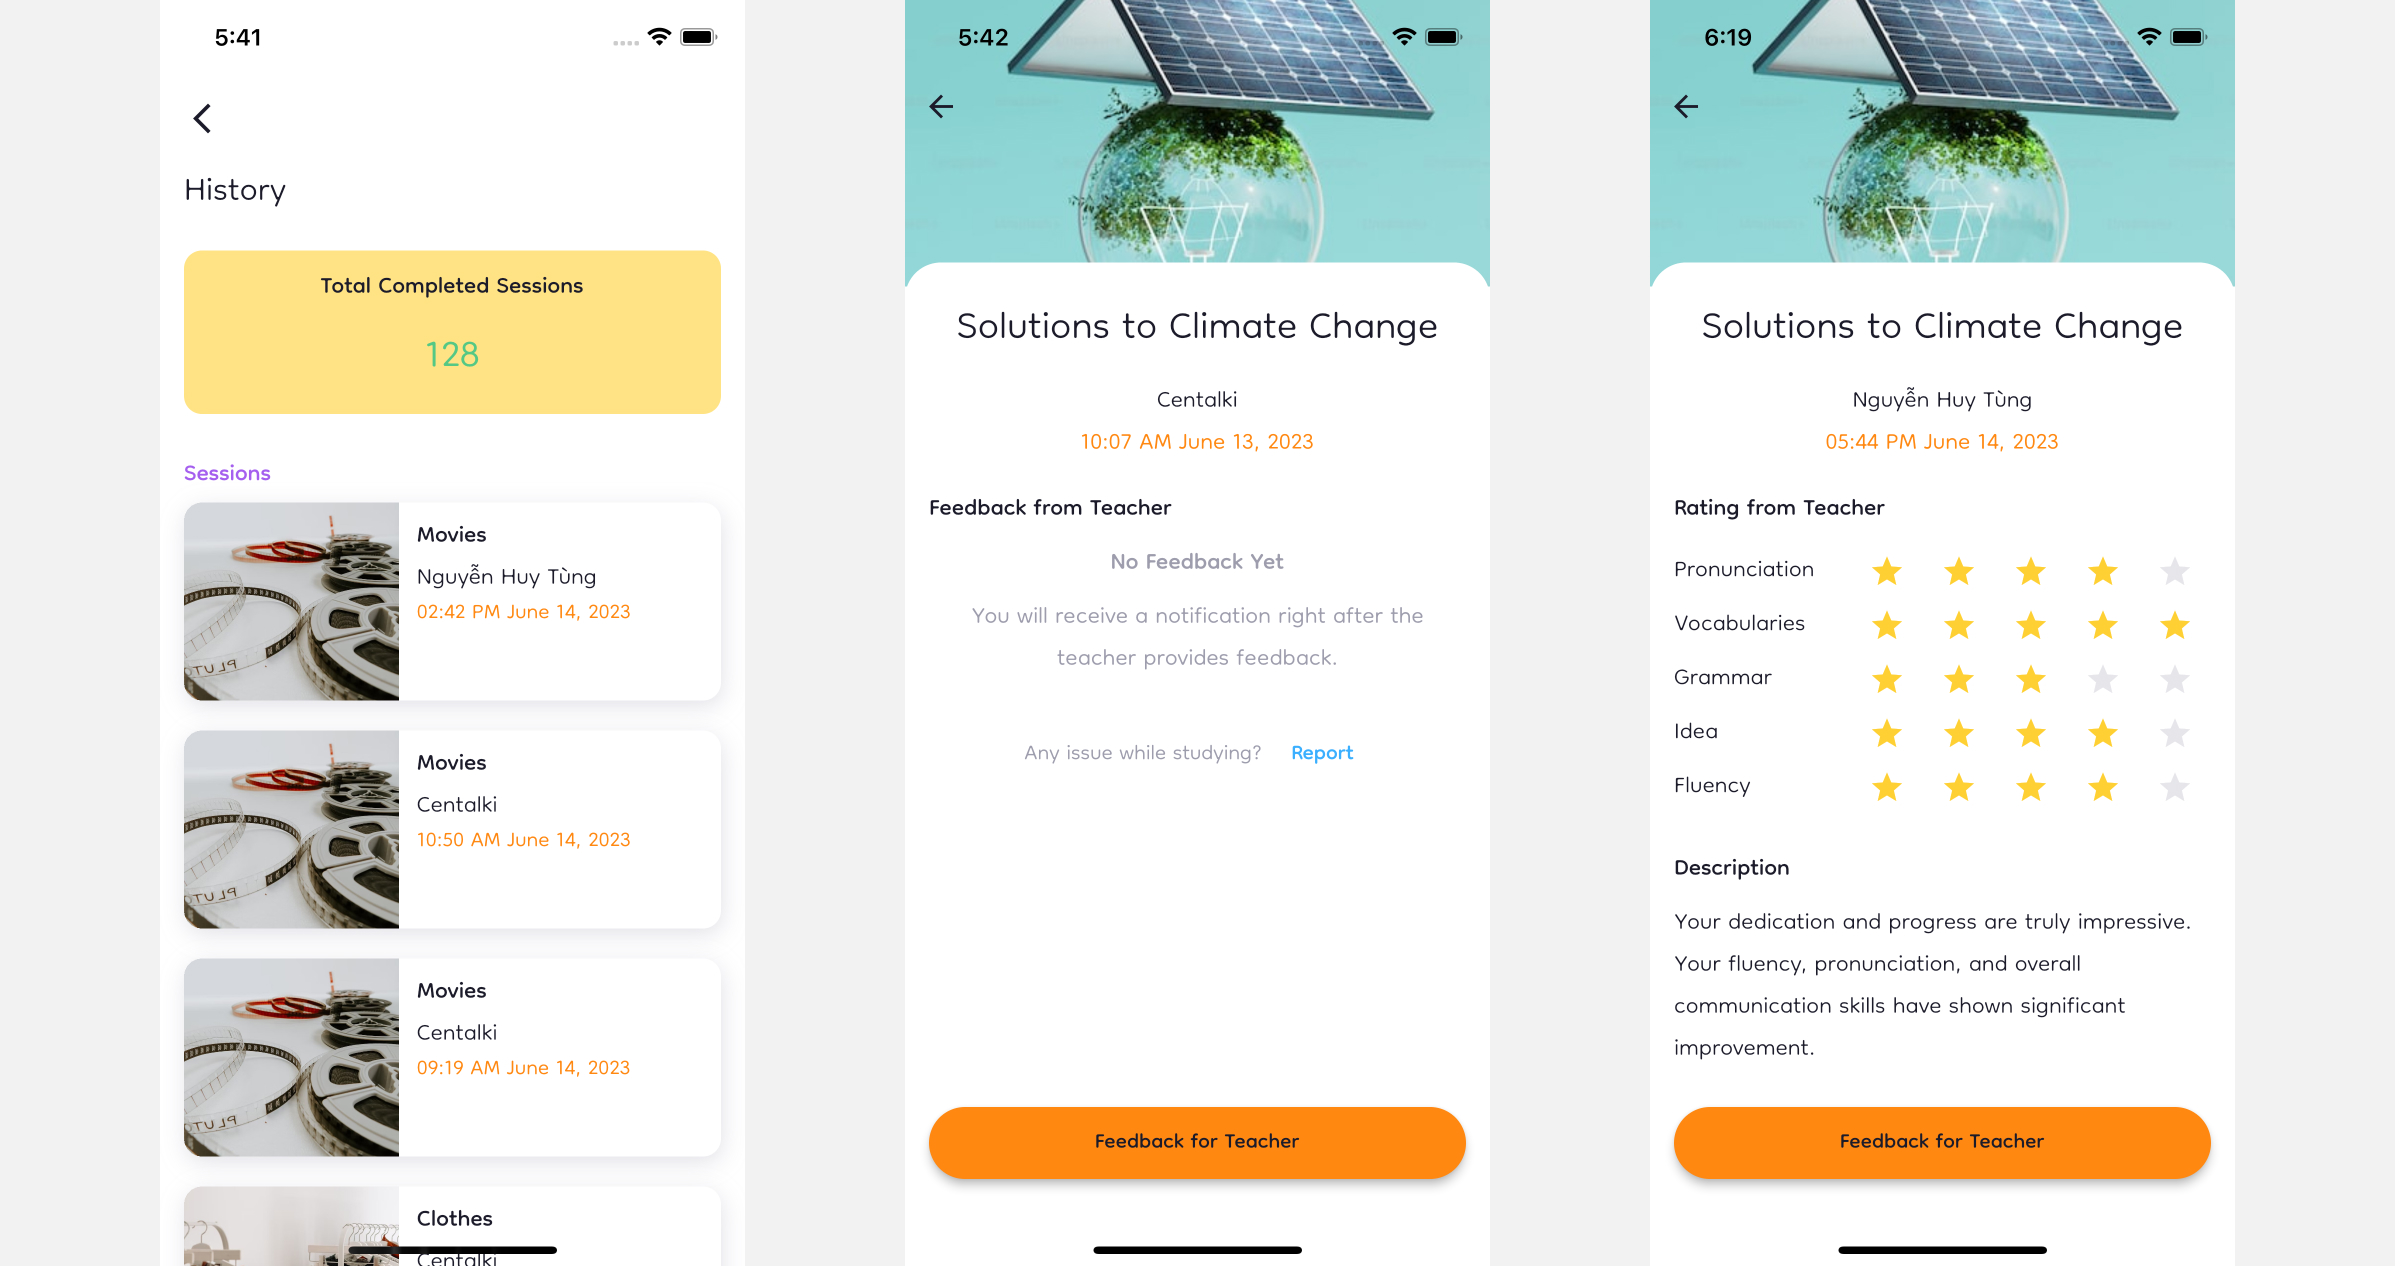 5:41
History
Total Completed Sessions
128
Sessions
Movies
Nguyễn Huy Tùng
02:42 PM June 14, 2023
PLUTO
Movies
Centalki
10:50 AM June 14, 2023
PLUTO
Movies
Centalki
09:19 AM June 14, 2023
PLUTO
Clothes
Centalki
5:42
Solutions to Climate Change
Centalki
10:07 AM June 13, 2023
Feedback from Teacher
No Feedback Yet
You will receive a notification right after the
teacher provides feedback.
Any issue while studying? Report
Feedback for Teacher
6:19
Solutions to Climate Change
Nguyễn Huy Tùng
05:44 PM June 14, 2023
Rating from Teacher
Pronunciation
Vocabularies
Grammar
Idea
Fluency
Description
Your dedication and progress are truly impressive.
Your fluency, pronunciation, and overall
communication skills have shown significant
improvement.
Feedback for Teacher